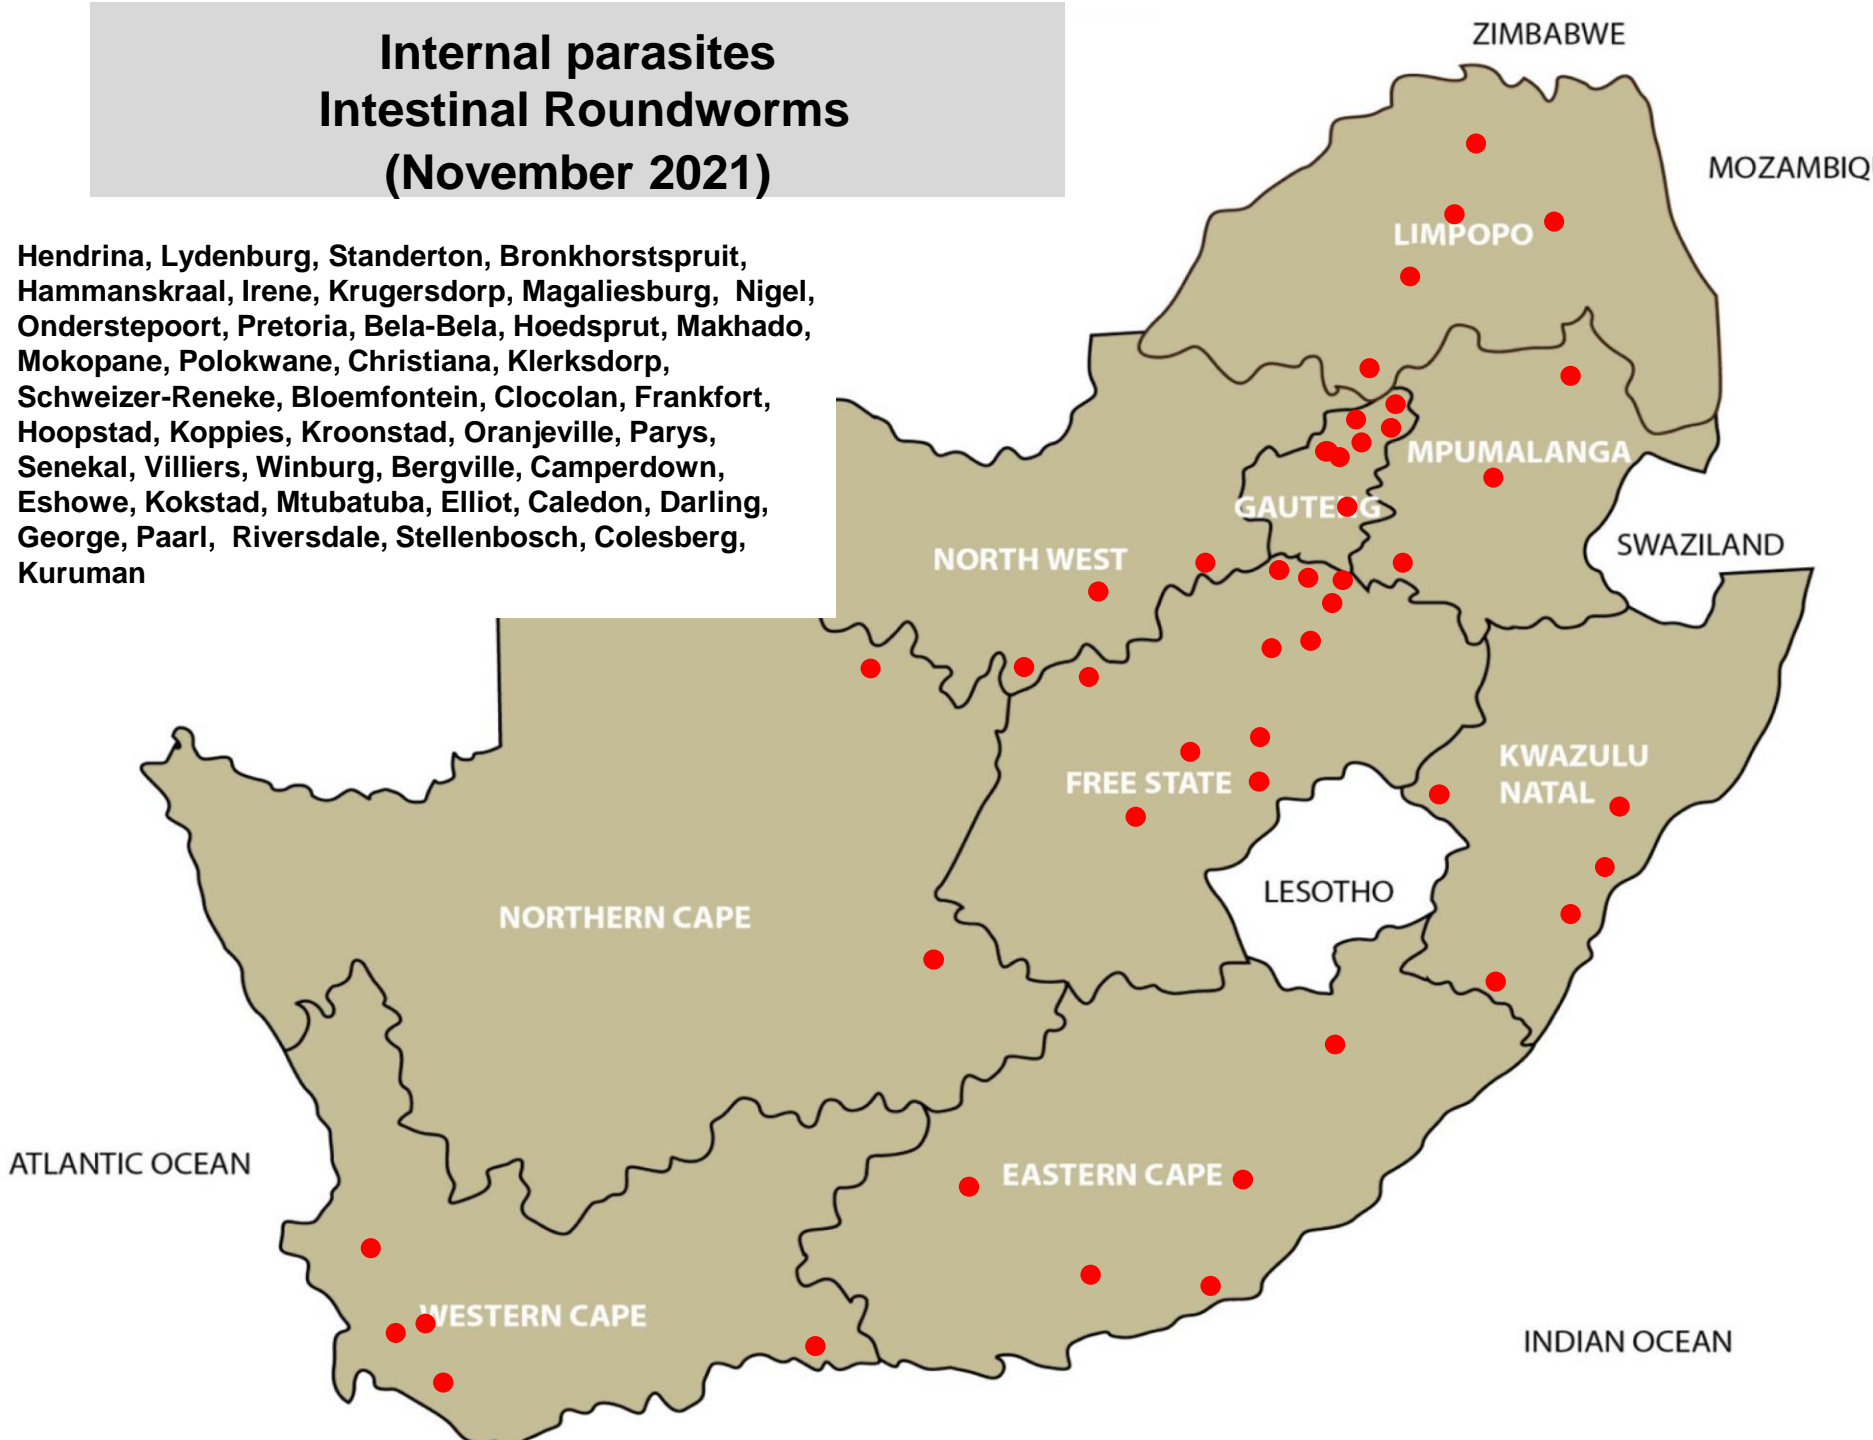 Internal parasites
Intestinal Roundworms
(November 2021)
Hendrina, Lydenburg, Standerton, Bronkhorstspruit,
Hammanskraal, Irene, Krugersdorp, Magaliesburg,  Nigel,
Onderstepoort, Pretoria, Bela-Bela, Hoedsprut, Makhado,
Mokopane, Polokwane, Christiana, Klerksdorp,
Schweizer-Reneke, Bloemfontein, Clocolan, Frankfort,
Hoopstad, Koppies, Kroonstad, Oranjeville, Parys,
Senekal, Villiers, Winburg, Bergville, Camperdown,
Eshowe, Kokstad, Mtubatuba, Elliot, Caledon, Darling,
George, Paarl,  Riversdale, Stellenbosch, Colesberg,
Kuruman
ZIMBABWE
MOZAMBIQ
LIMPOPO
MPUMALANGA
GAUTENG
SWAZILAND
NORTH WEST
KWAZULU
NATAL
FREE STATE
LESOTHO
NORTHERN CAPE
ATLANTIC OCEAN
EASTERN CAPE
WESTERN CAPE
INDIAN OCEAN